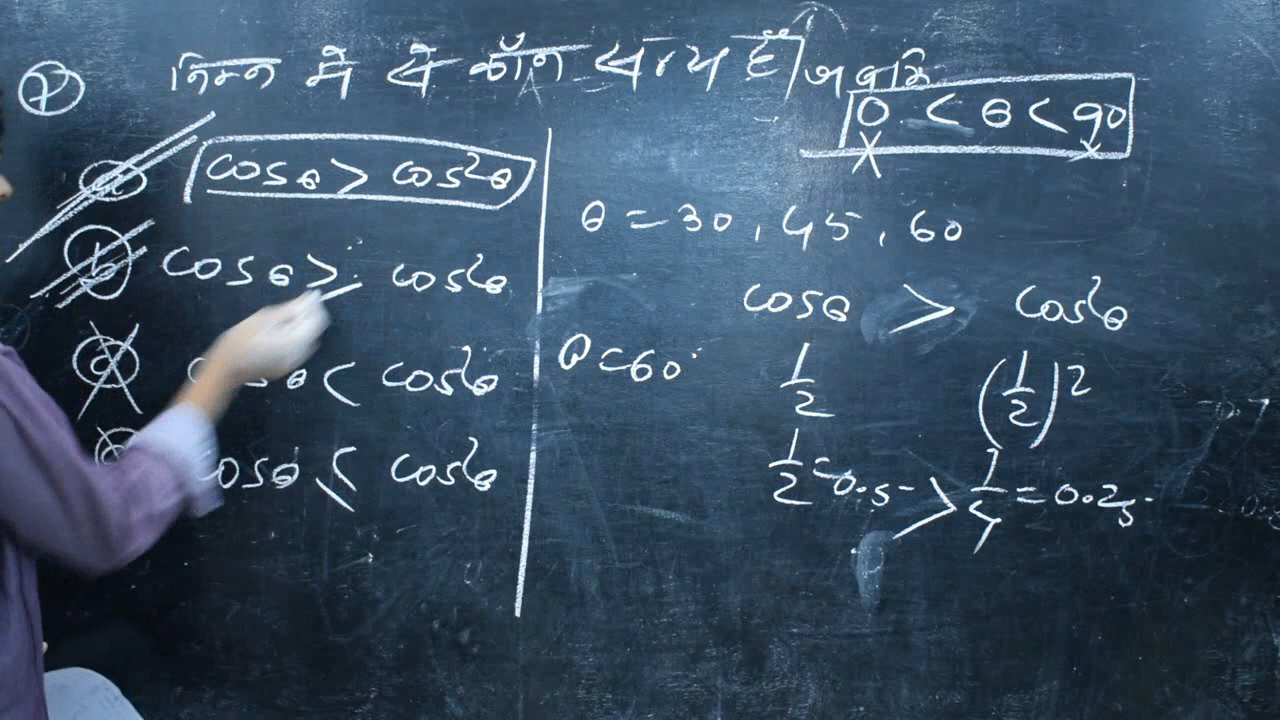 Q निम्न में से कौन सत्य है। जबकि
0 < θ < 90
a cosθ > cos²θ
b cosθ ≥ cos²θ
c cosθ < cos²θ
cosθ ≤ cos²θ
θ = 30, 45, 60
cosθ > cos²θ
θ = 60°
1/2 (1/2)²
1/2 = 0.5 > 1/4 = 0.25